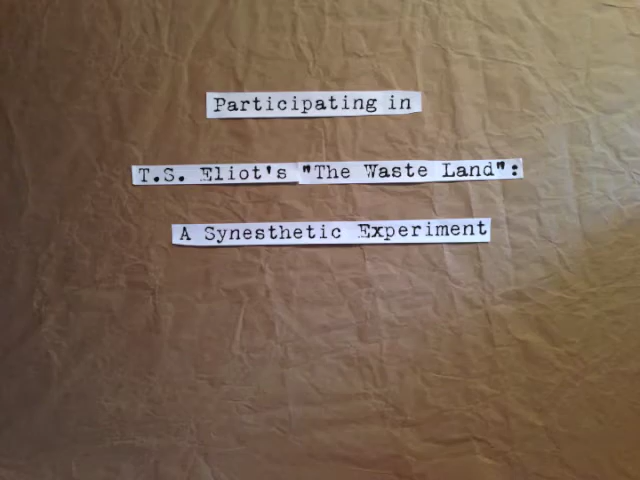 Participating in
T.S. Eliot's "The Waste Land":
A Synesthetic Experiment